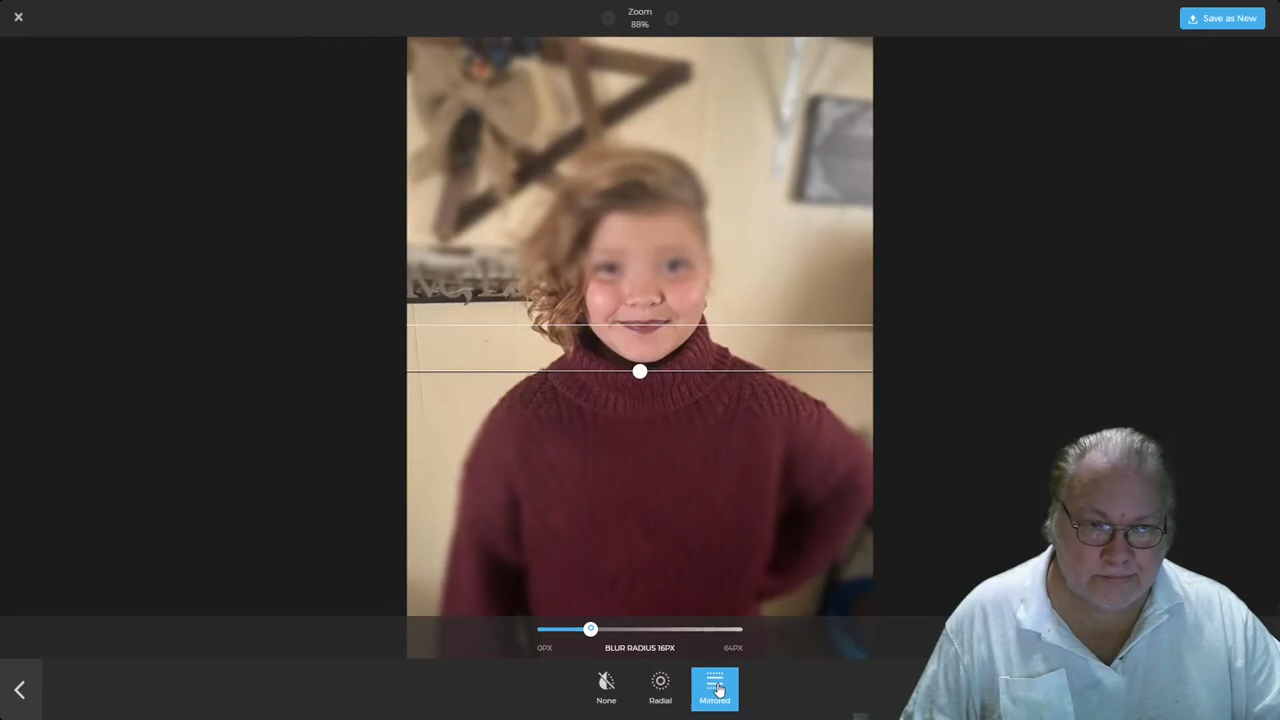 Zoom
88%
Save as New
0PX
BLUR RADIUS 16PX
64PX
None
Radial
Mirrored